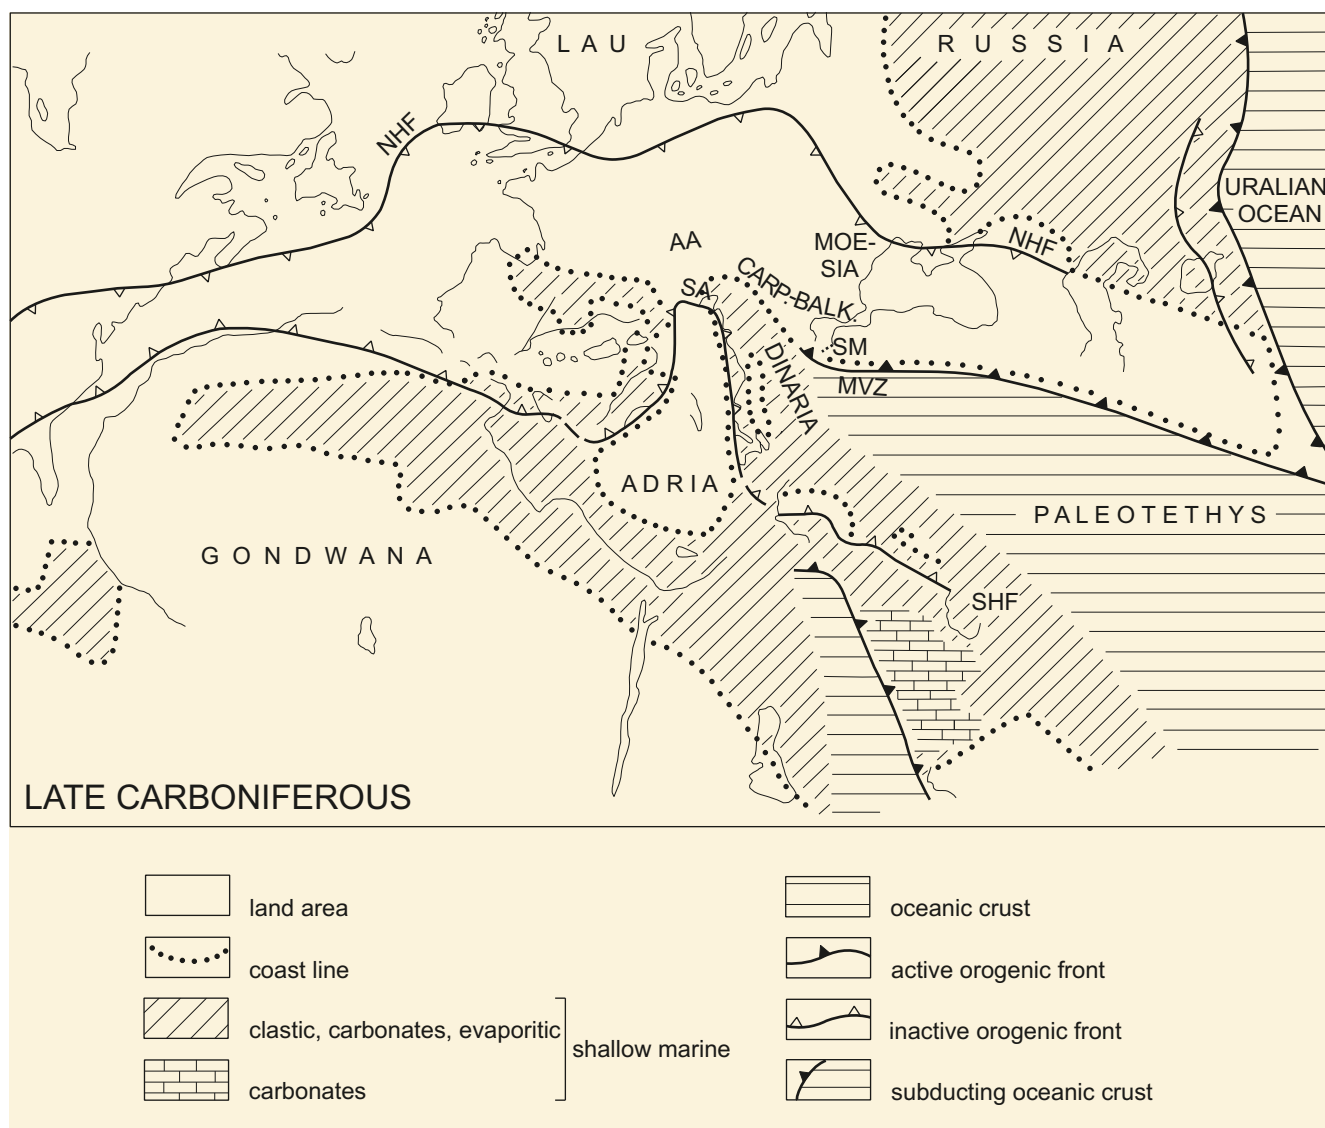 LAU
RUSSIA
NHF
URALIAN
OCEAN
AA
MOE-
SIA
NHF
CARP.-BALK.
SA
SM
DINARIA
MVZ
ADRIA
PALEOTETHYS
GONDWANA
SHF
LATE CARBONIFEROUS
land area
coast line
clastic, carbonates, evaporitic
carbonates
shallow marine
oceanic crust
active orogenic front
inactive orogenic front
subducting oceanic crust